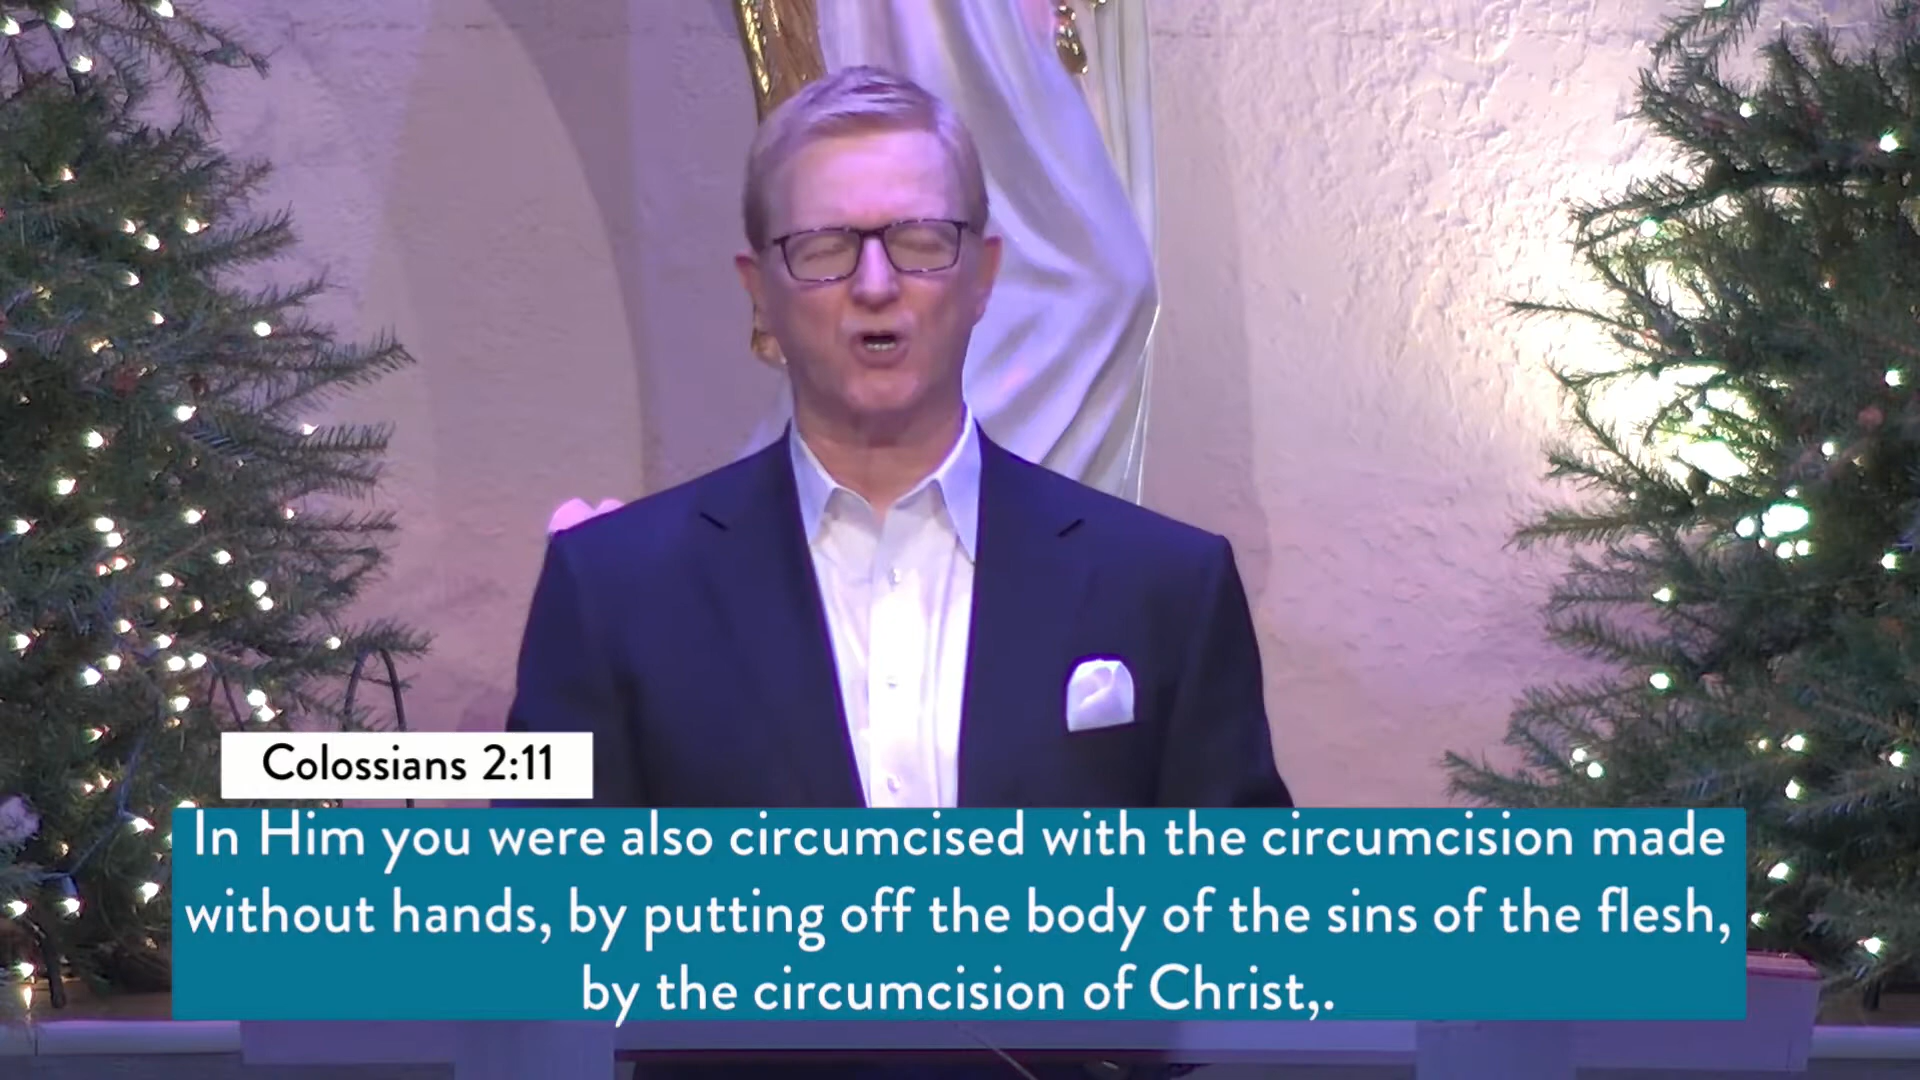 Colossians 2:11
In Him you were also circumcised with the circumcision made
without hands, by putting off the body of the sins of the flesh,
by the circumcision of Christ,.